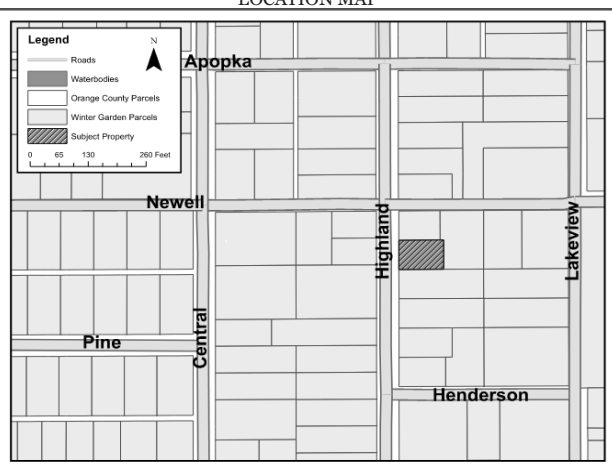 LOCATION MAP
Legend
Roads
Waterbodies
Orange County Parcels
Winter Garden Parcels
Subject Property
0 65 130 260 Feet
N
Apopka
Newell
Highland
Lakeview
Central
Pine
Henderson